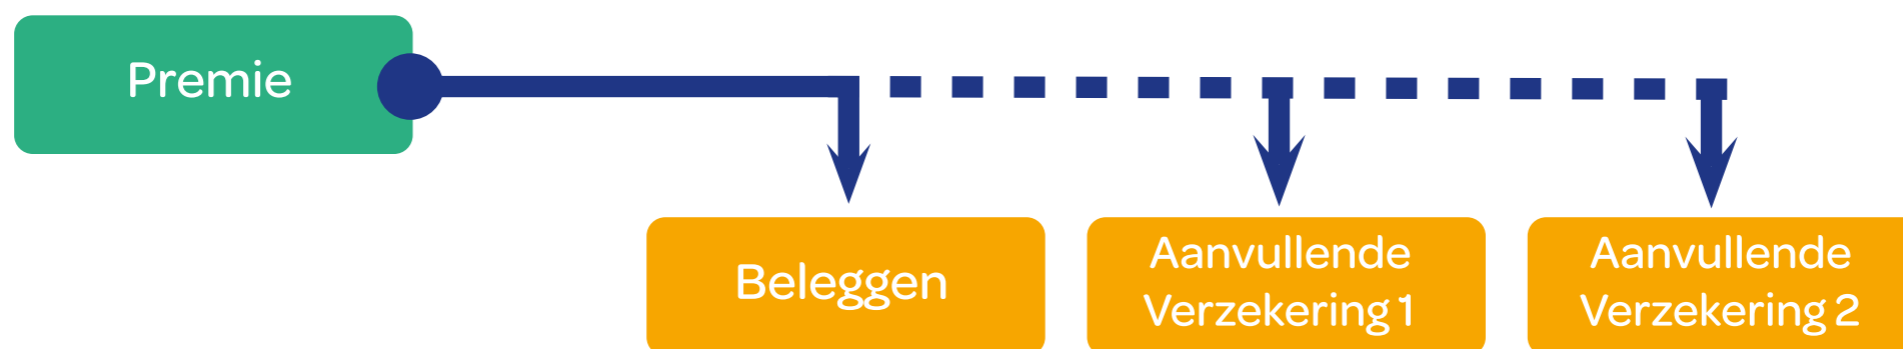 Premie
Beleggen
Aanvullende
Verzekering 1
Aanvullende
Verzekering 2